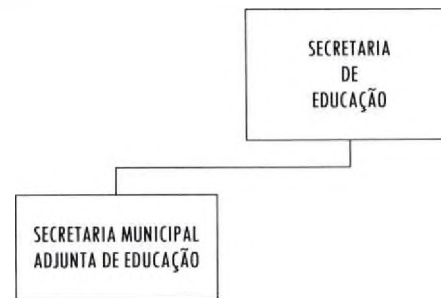 SECRETARIA
DE
EDUCAÇÃO
SECRETARIA MUNICIPAL
ADJUNTA DE EDUCAÇÃO